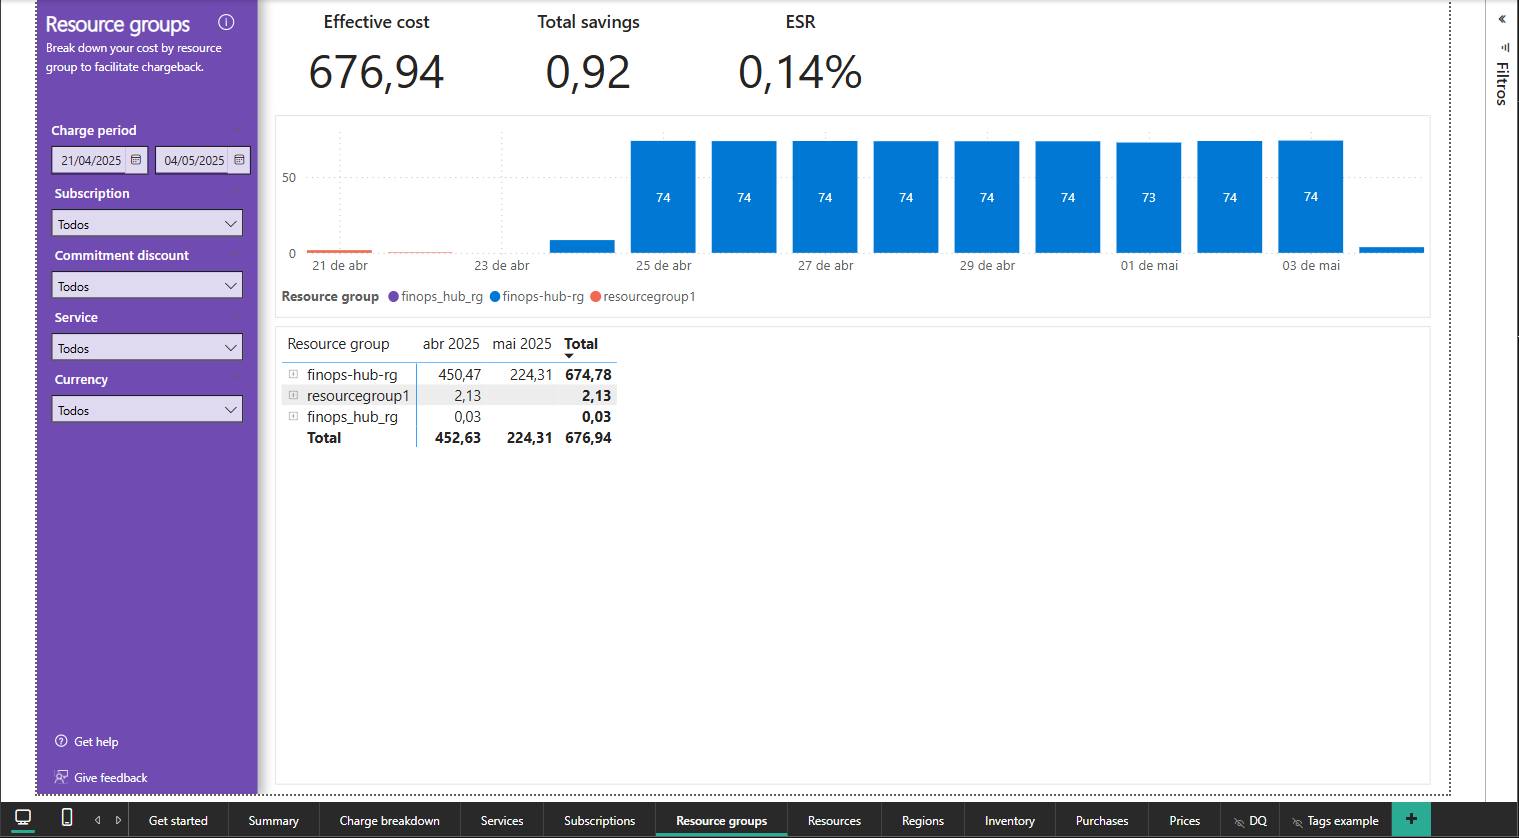 Resource groups
Break down your cost by resource
group to facilitate chargeback.
Charge period
21/04/2025 04/05/2025
Subscription
Todos
Commitment discount
Todos
Service
Todos
Currency
Todos
Get help
Give feedback
Effective cost Total savings ESR
676,94 0,92 0,14%
50
0
74 74 74 74 74 74 73 74 74
21 de abr 23 de abr 25 de abr 27 de abr 29 de abr 01 de mai 03 de mai
Resource group finops_hub_rg finops-hub-rg resourcegroup1
Resource group abr 2025 mai 2025 Total
finops-hub-rg 450,47 224,31 674,78
resourcegroup1 2,13 2,13
finops_hub_rg 0,03 0,03
Total 452,63 224,31 676,94
Filtros
Get started Summary Charge breakdown Services Subscriptions Resource groups Resources Regions Inventory Purchases Prices DQ Tags example +